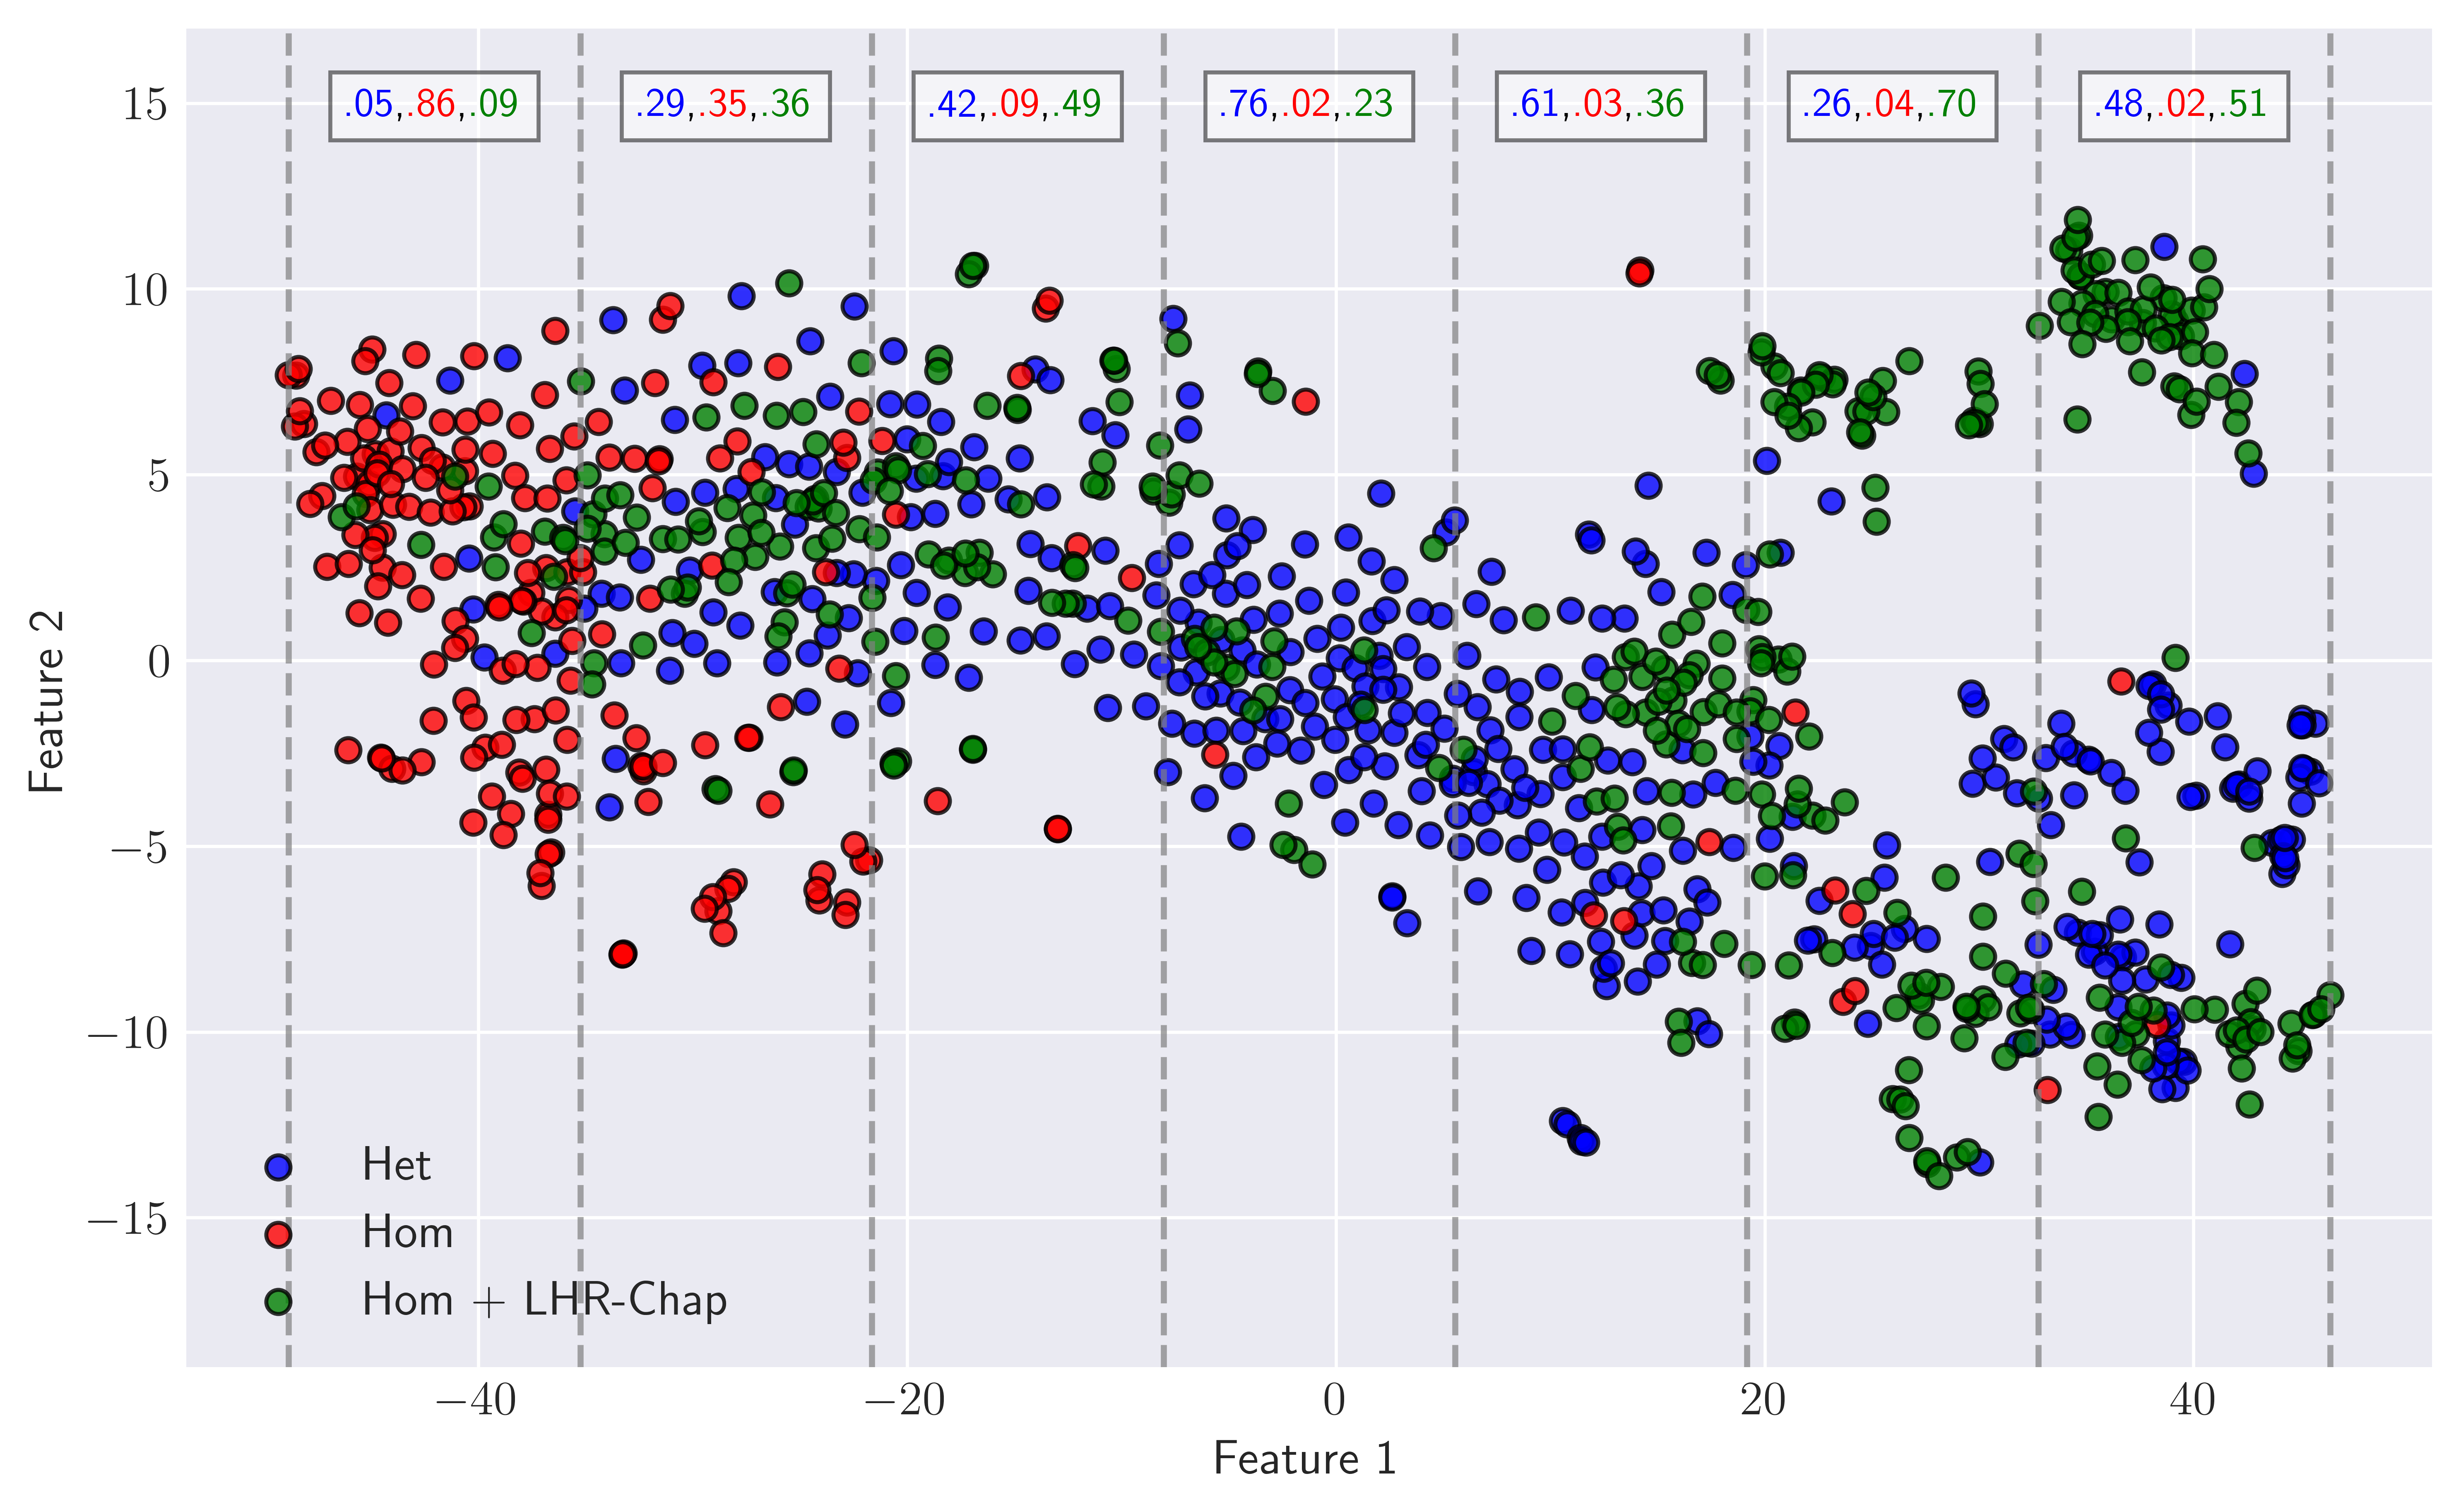 .05,.86,.09 .29,.35,.36 .42,.09,.49 .76,.02,.23 .61,.03,.36 .26,.04,.70 .48,.02,.51
15
10
5
0
−5
−10
−15
Feature 2
Het
Hom
Hom + LHR-Chap
−40 −20 0 20 40
Feature 1